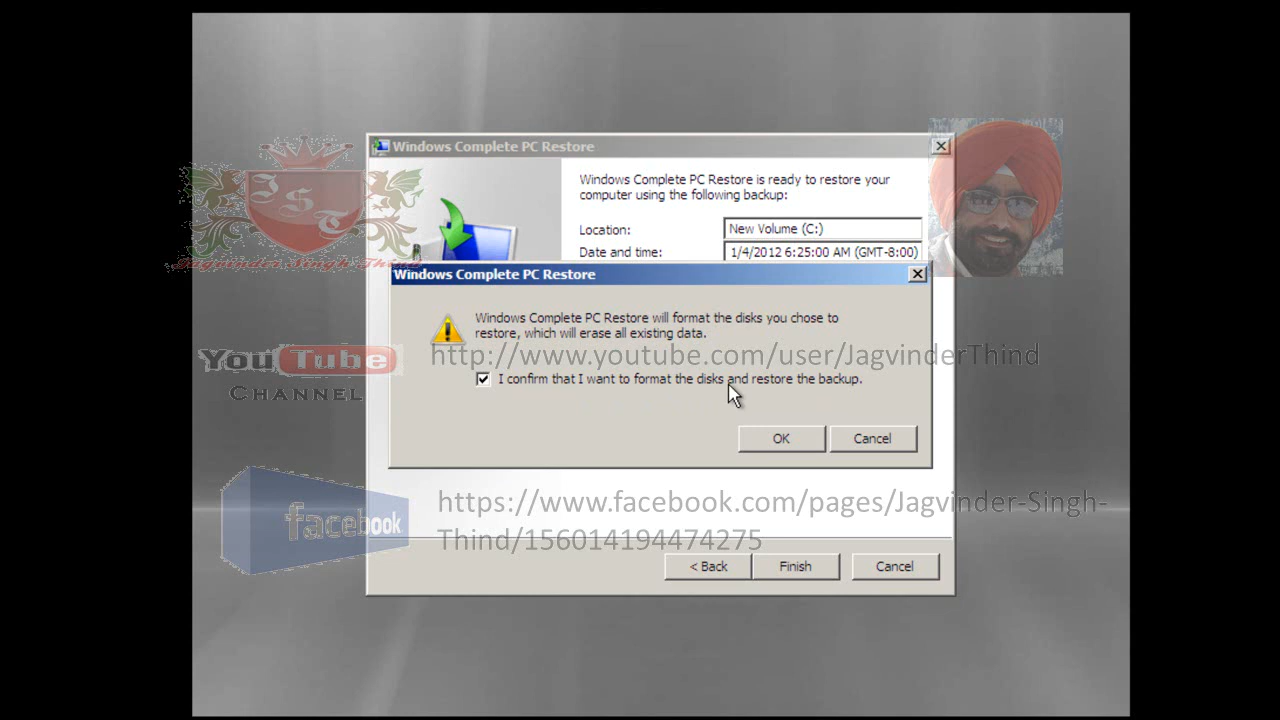 Windows Complete PC Restore
Windows Complete PC Restore is ready to restore your
computer using the following backup:
Location: New Volume (C:)
Date and time: 1/4/2012 6:25:00 AM (GMT-8:00)
JST
Jagvinder Singh Thind
Windows Complete PC Restore
Windows Complete PC Restore will format the disks you chose to
restore, which will erase all existing data.
YouTube
CHANNEL
http://www.youtube.com/user/JagvinderThind
I confirm that I want to format the disks and restore the backup.
OK Cancel
facebook
https://www.facebook.com/pages/Jagvinder-Singh-
Thind/156014194474275
< Back Finish Cancel